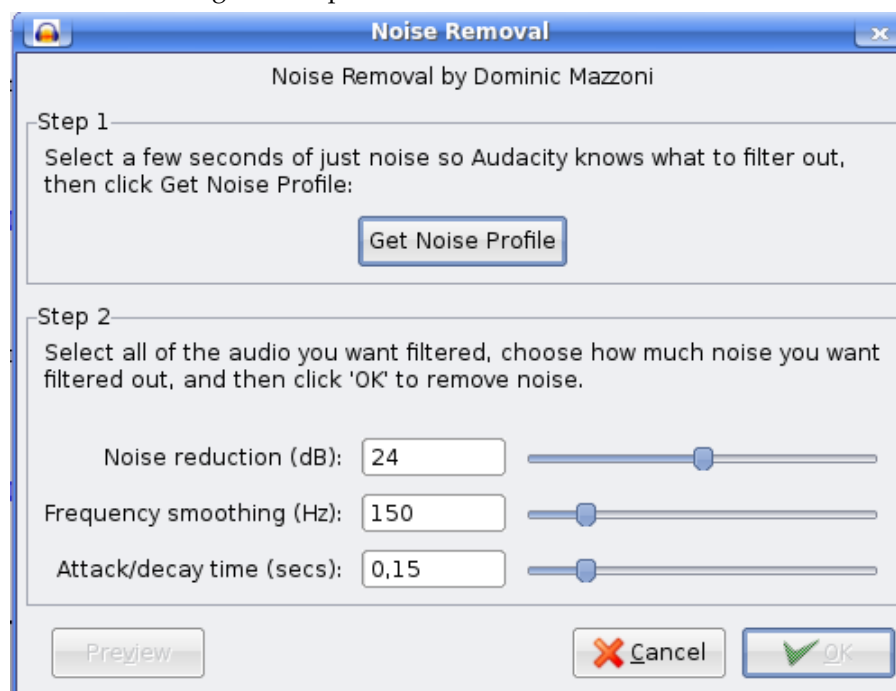 Noise Removal
Noise Removal by Dominic Mazzoni
Step 1
Select a few seconds of just noise so Audacity knows what to filter out,
then click Get Noise Profile:
Get Noise Profile
Step 2
Select all of the audio you want filtered, choose how much noise you want
filtered out, and then click 'OK' to remove noise.
Noise reduction (dB): 24
Frequency smoothing (Hz): 150
Attack/decay time (secs): 0,15
Preview Cancel OK